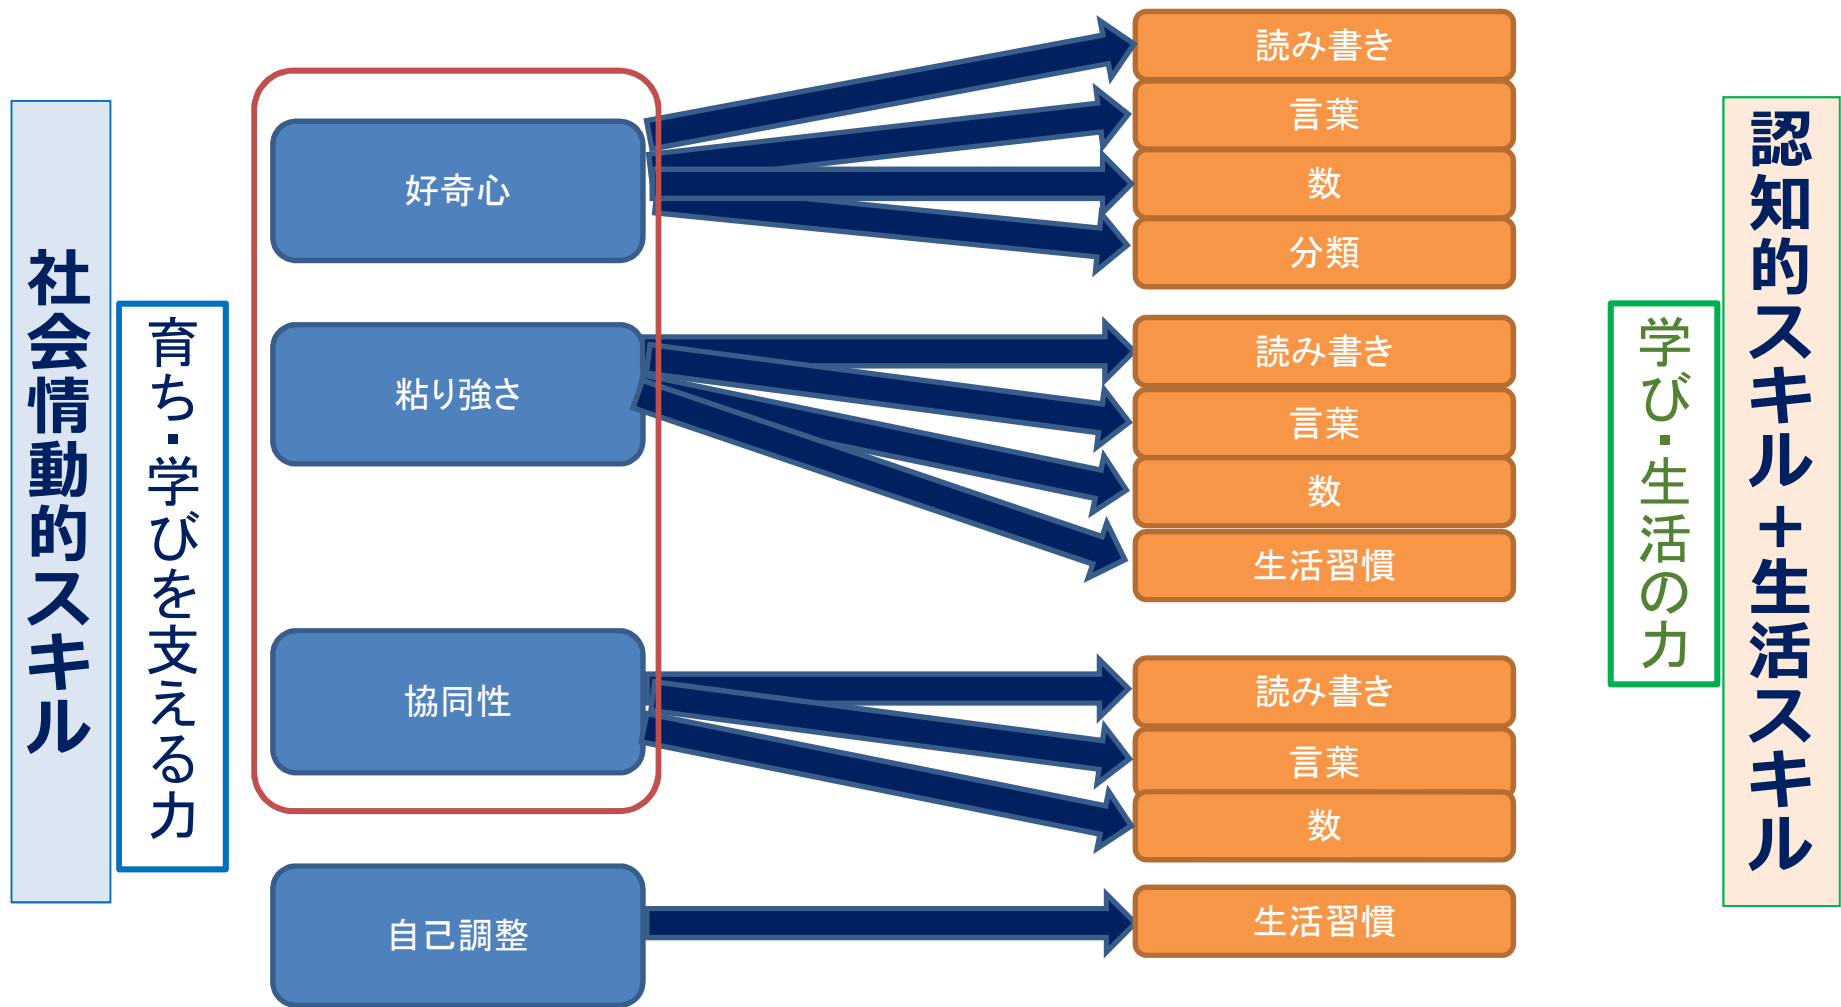 社会情動的スキル
育ち・学びを支える力
好奇心
読み書き
言葉
数
分類
粘り強さ
読み書き
言葉
数
生活習慣
協同性
読み書き
言葉
数
自己調整
生活習慣
学び・生活の力
認知的スキル+生活スキル